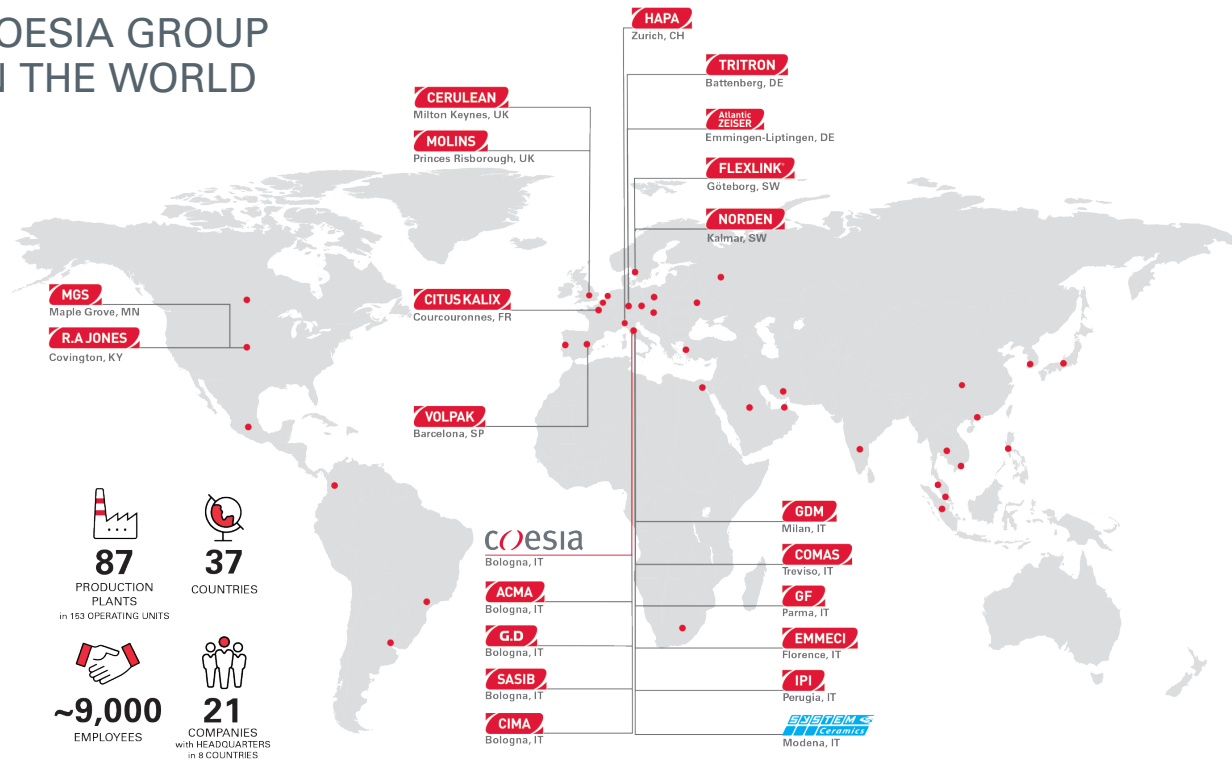 OESIA GROUP
N THE WORLD
HAPA
Zurich, CH
TRITRON
Battenberg, DE
CERULEAN
Milton Keynes, UK
Atlantic
ZEISER
Emmingen-Liptingen, DE
MOLINS
Princes Risborough, UK
FLEXLINK®
Göteborg, SW
NORDEN
Kalmar, SW
MGS
Maple Grove, MN
CITUS KALIX
Courcouronnes, FR
R.A JONES
Covington, KY
VOLPAK
Barcelona, SP
87
PRODUCTION
PLANTS
in 153 OPERATING UNITS
37
COUNTRIES
~9,000
EMPLOYEES
21
COMPANIES
with HEADQUARTERS
in 8 COUNTRIES
coesia
Bologna, IT
ACMA
Bologna, IT
G.D
Bologna, IT
SASIB
Bologna, IT
CIMA
Bologna, IT
GDM
Milan, IT
COMAS
Treviso, IT
GF
Parma, IT
EMMECI
Florence, IT
IPI
Perugia, IT
SYSTEM
Ceramics
Modena, IT